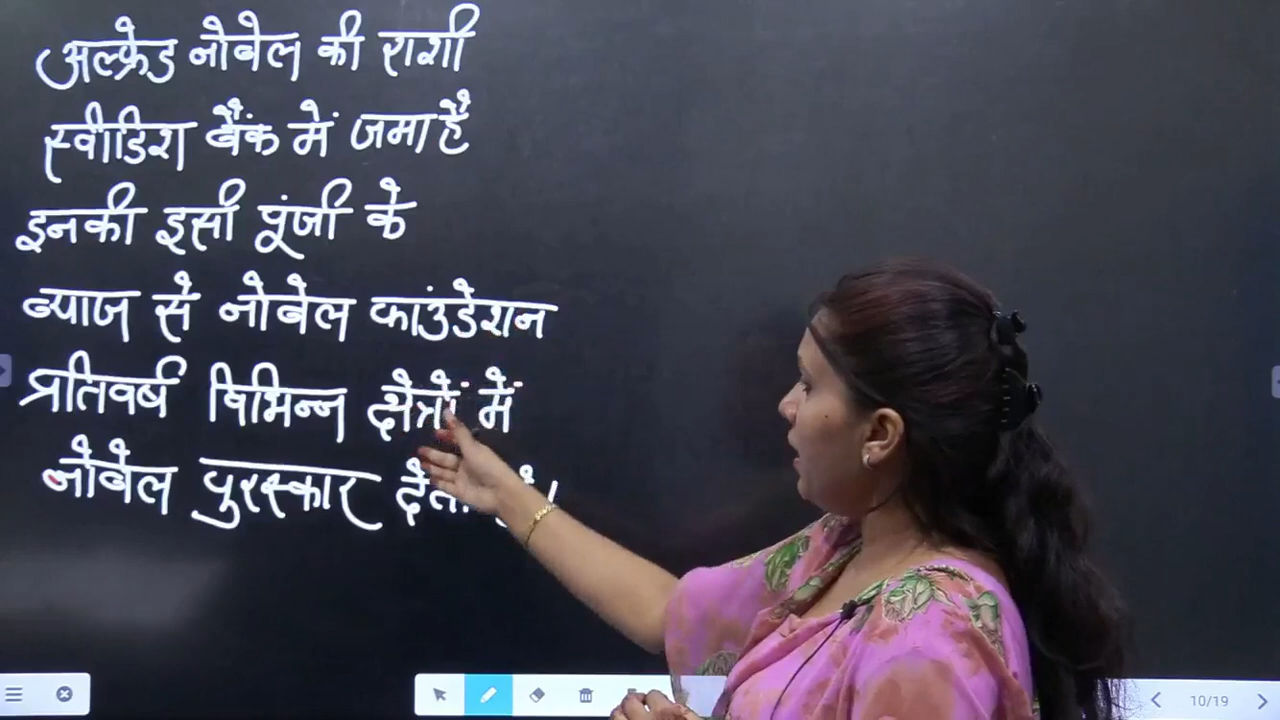 अल्फ्रेड नोबेल की राशी
स्वीडिश बैंक में जमा है
इनकी इसी पूंजी के
ब्याज से नोबेल फाउंडेशन
प्रतिवर्ष विभिन्न क्षेत्रों में
नोबेल पुरस्कार
10/19